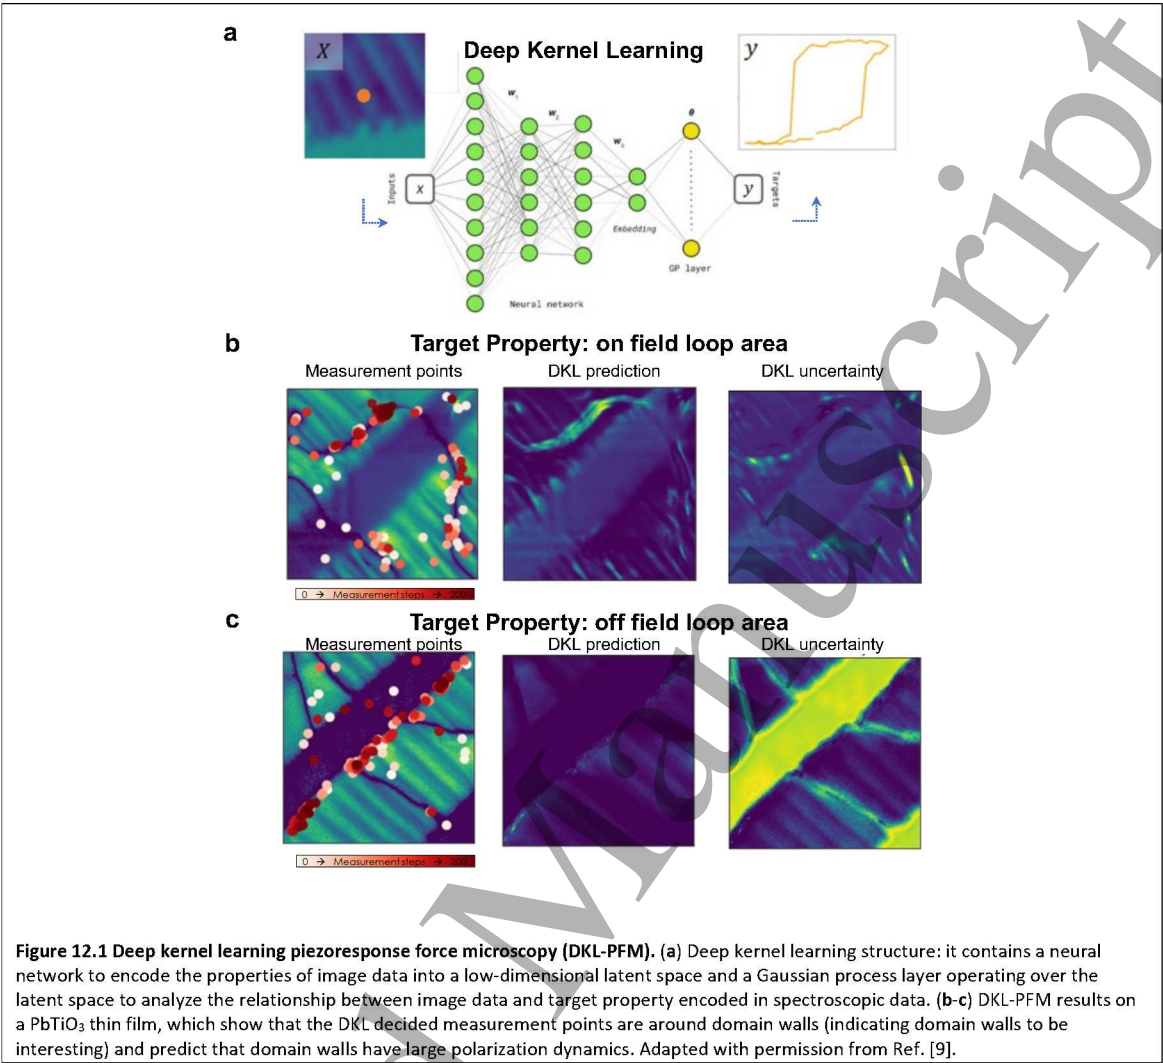 a
X
Deep Kernel Learning
y
w₁
w₂
w₃
θ
Inputs
x
y
Targets
Embedding
GP layer
Neural network
b
Target Property: on field loop area
Measurement points
DKL prediction
DKL uncertainty
0 → Measurement steps → 200
c
Target Property: off field loop area
Measurement points
DKL prediction
DKL uncertainty
0 → Measurement steps → 200
Figure 12.1 Deep kernel learning piezoresponse force microscopy (DKL-PFM). (a) Deep kernel learning structure: it contains a neural
network to encode the properties of image data into a low-dimensional latent space and a Gaussian process layer operating over the
latent space to analyze the relationship between image data and target property encoded in spectroscopic data. (b-c) DKL-PFM results on
a PbTiO₃ thin film, which show that the DKL decided measurement points are around domain walls (indicating domain walls to be
interesting) and predict that domain walls have large polarization dynamics. Adapted with permission from Ref. [9].
d Manuscript